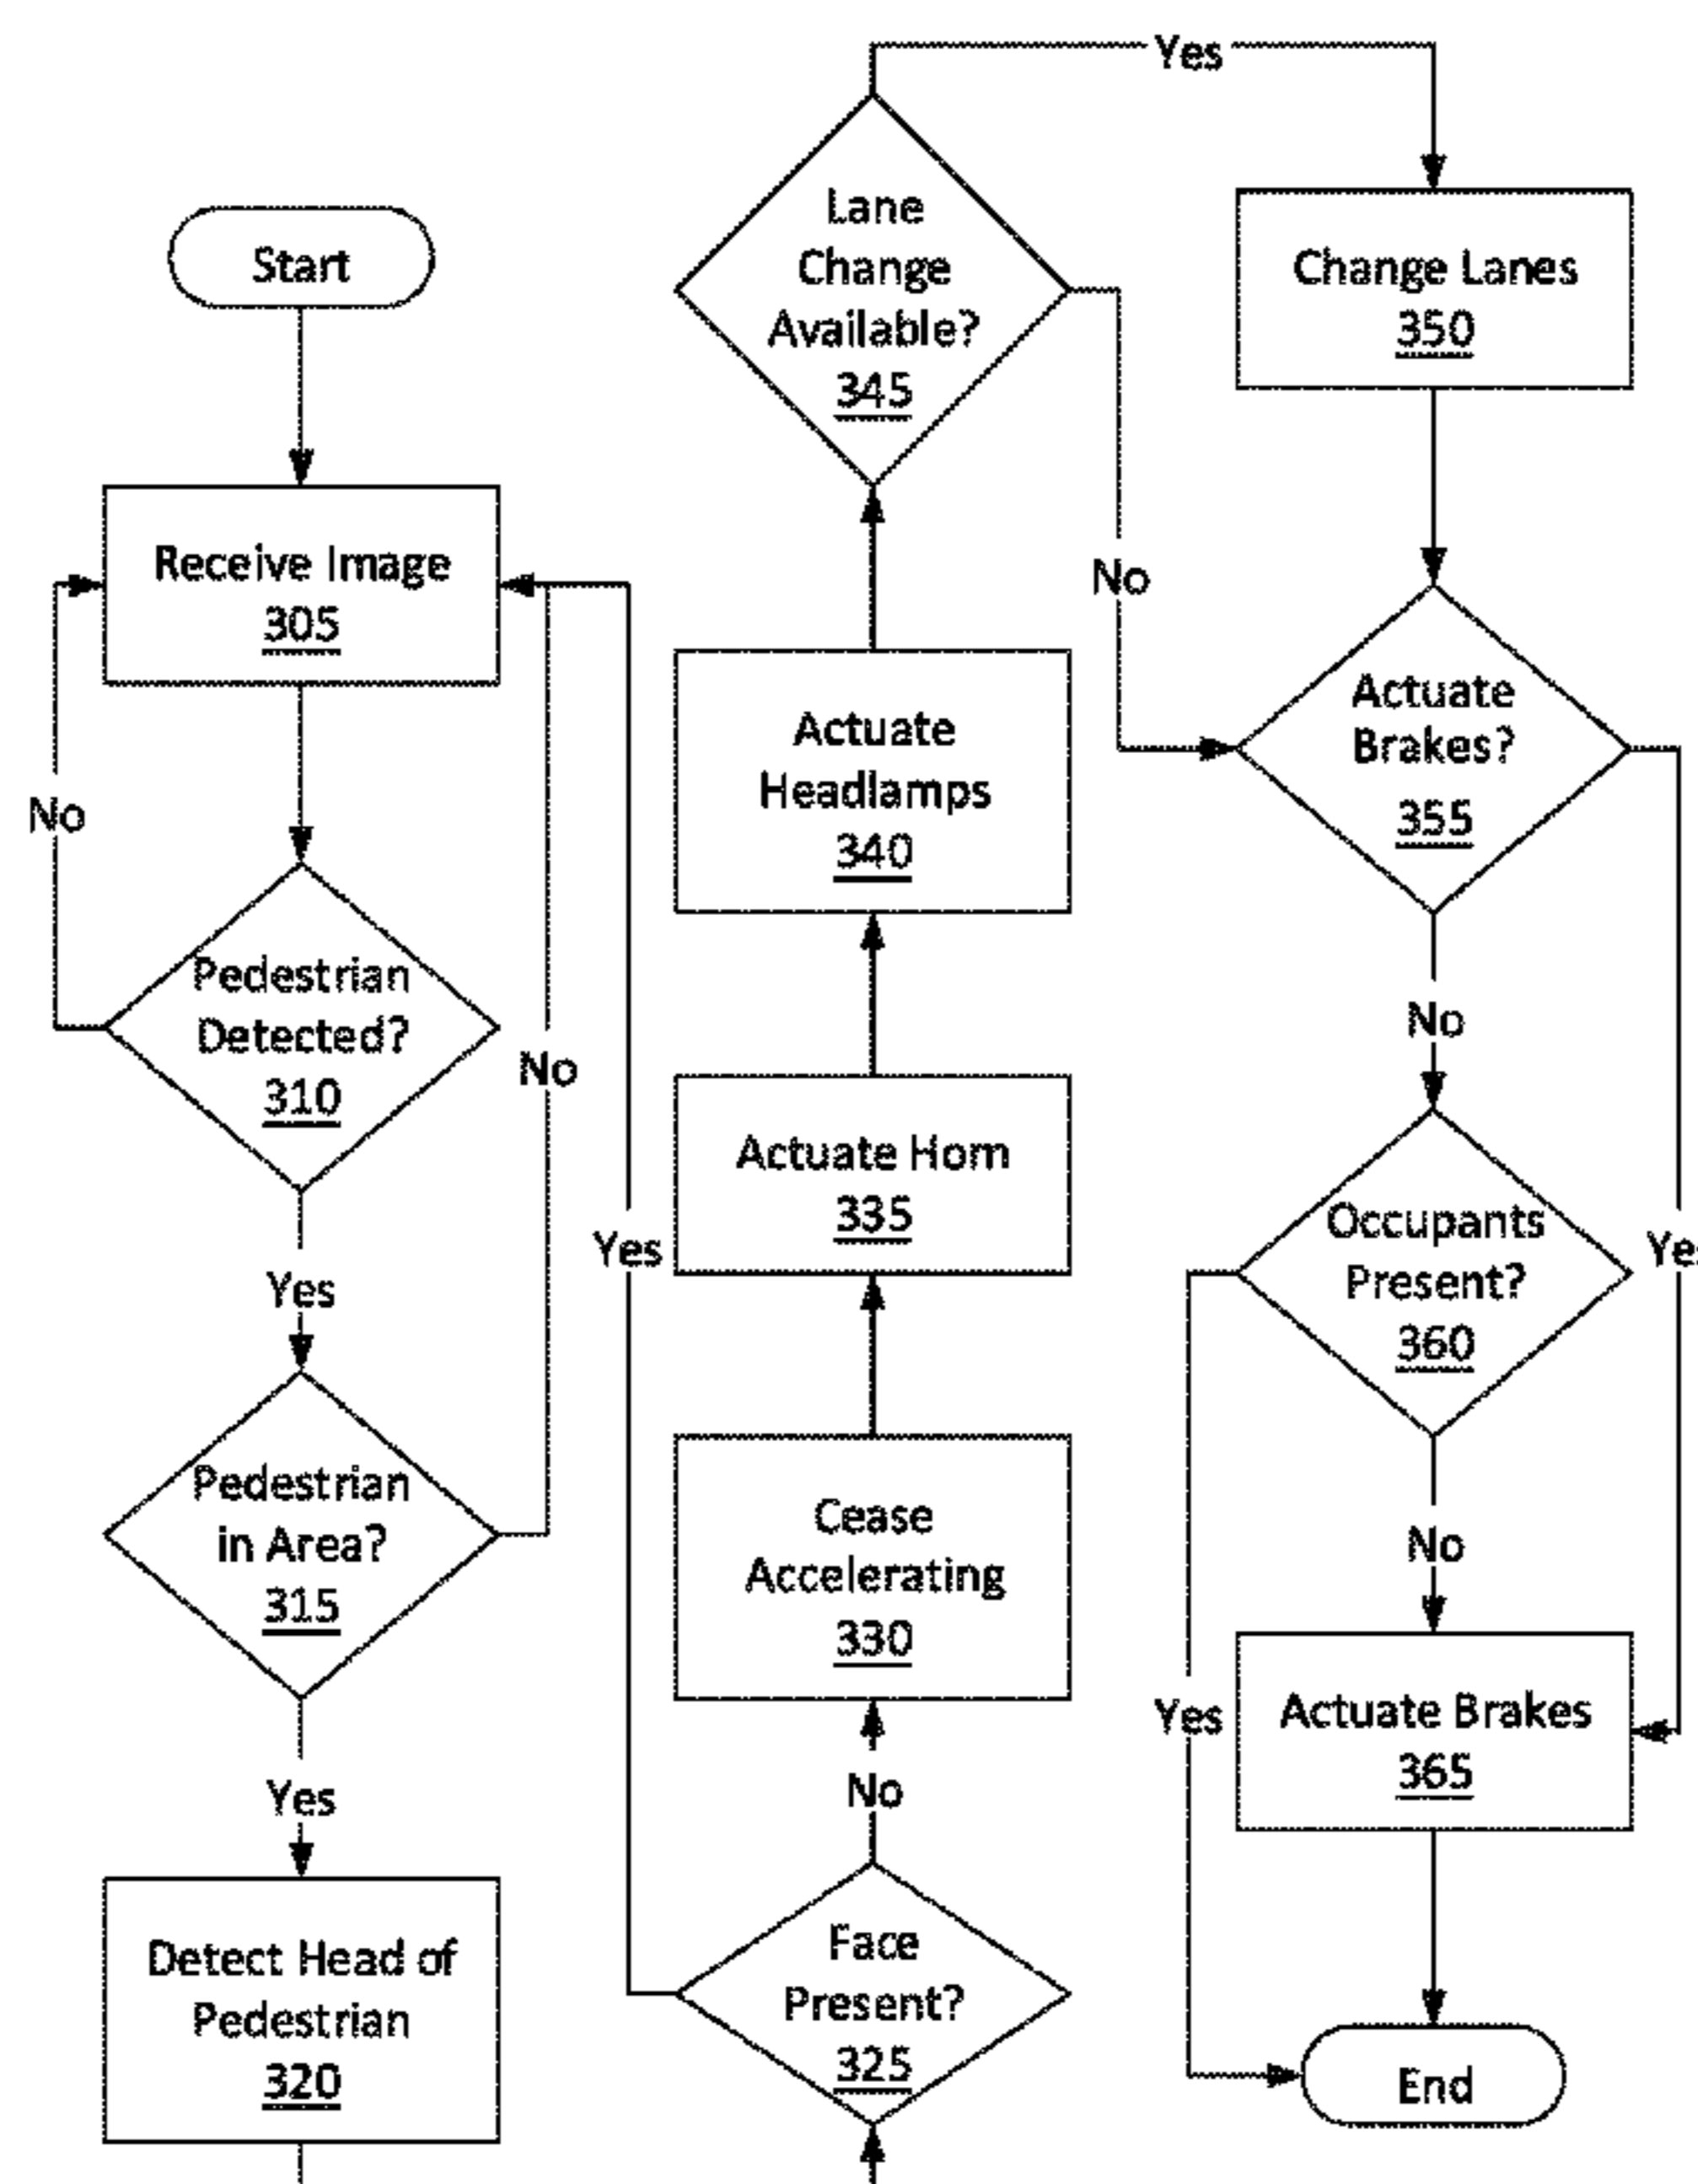 Start
Receive Image
305
No
Pedestrian
Detected?
310
No
Yes
Pedestrian
in Area?
315
Yes
Detect Head of
Pedestrian
320
Yes
Lane
Change
Available?
345
Actuate
Headlamps
340
Actuate Horn
335
Cease
Accelerating
330
No
Face
Present?
325
Yes
No
Change Lanes
350
Actuate
Brakes?
355
No
Occupants
Present?
360
Yes
No
Yes
Actuate Brakes
365
End